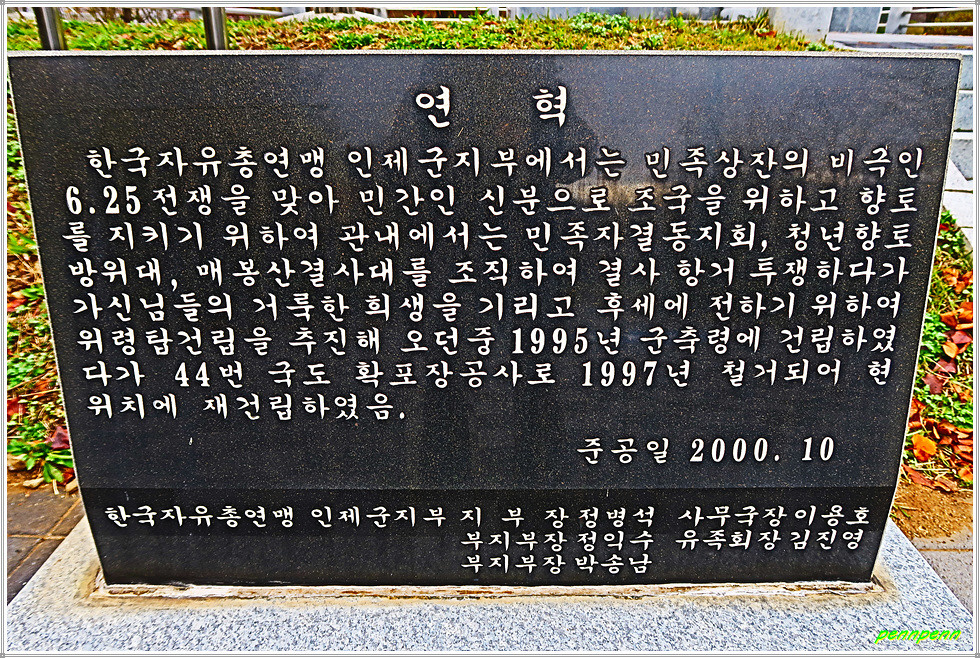 연 혁
한국자유총연맹 인제군지부에서는 민족상잔의 비극인
6.25 전쟁을 맞아 민간인 신분으로 조국을 위하고 향토
를 지키기 위하여 관내에서는 민족자결동지회, 청년향토
방위대, 매봉산결사대를 조직하여 결사 항거 투쟁하다가
가신님들의 거룩한 희생을 기리고 후세에 전하기 위하여
위령탑건립을 추진해 오던중 1995년 군축령에 건립하였
다가 44번 국도 확포장공사로 1997년 철거되어 현
위치에 재건립하였음.
준공일 2000. 10
한국자유총연맹 인제군지부 지 부 장 정병석 사무국장 이용호
부지부장 정익수 유족회장 김진영
부지부장 박송남
pennpenn